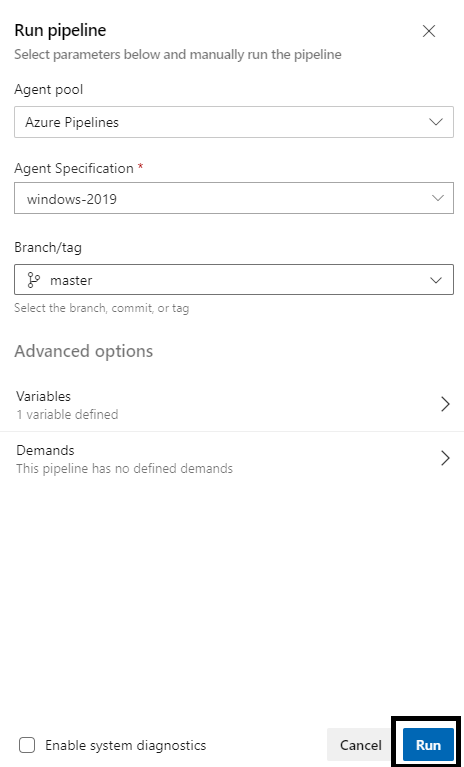 Run pipeline
Select parameters below and manually run the pipeline
Agent pool
Azure Pipelines
Agent Specification *
windows-2019
Branch/tag
master
Select the branch, commit, or tag
Advanced options
Variables
1 variable defined
Demands
This pipeline has no defined demands
Enable system diagnostics
Cancel
Run